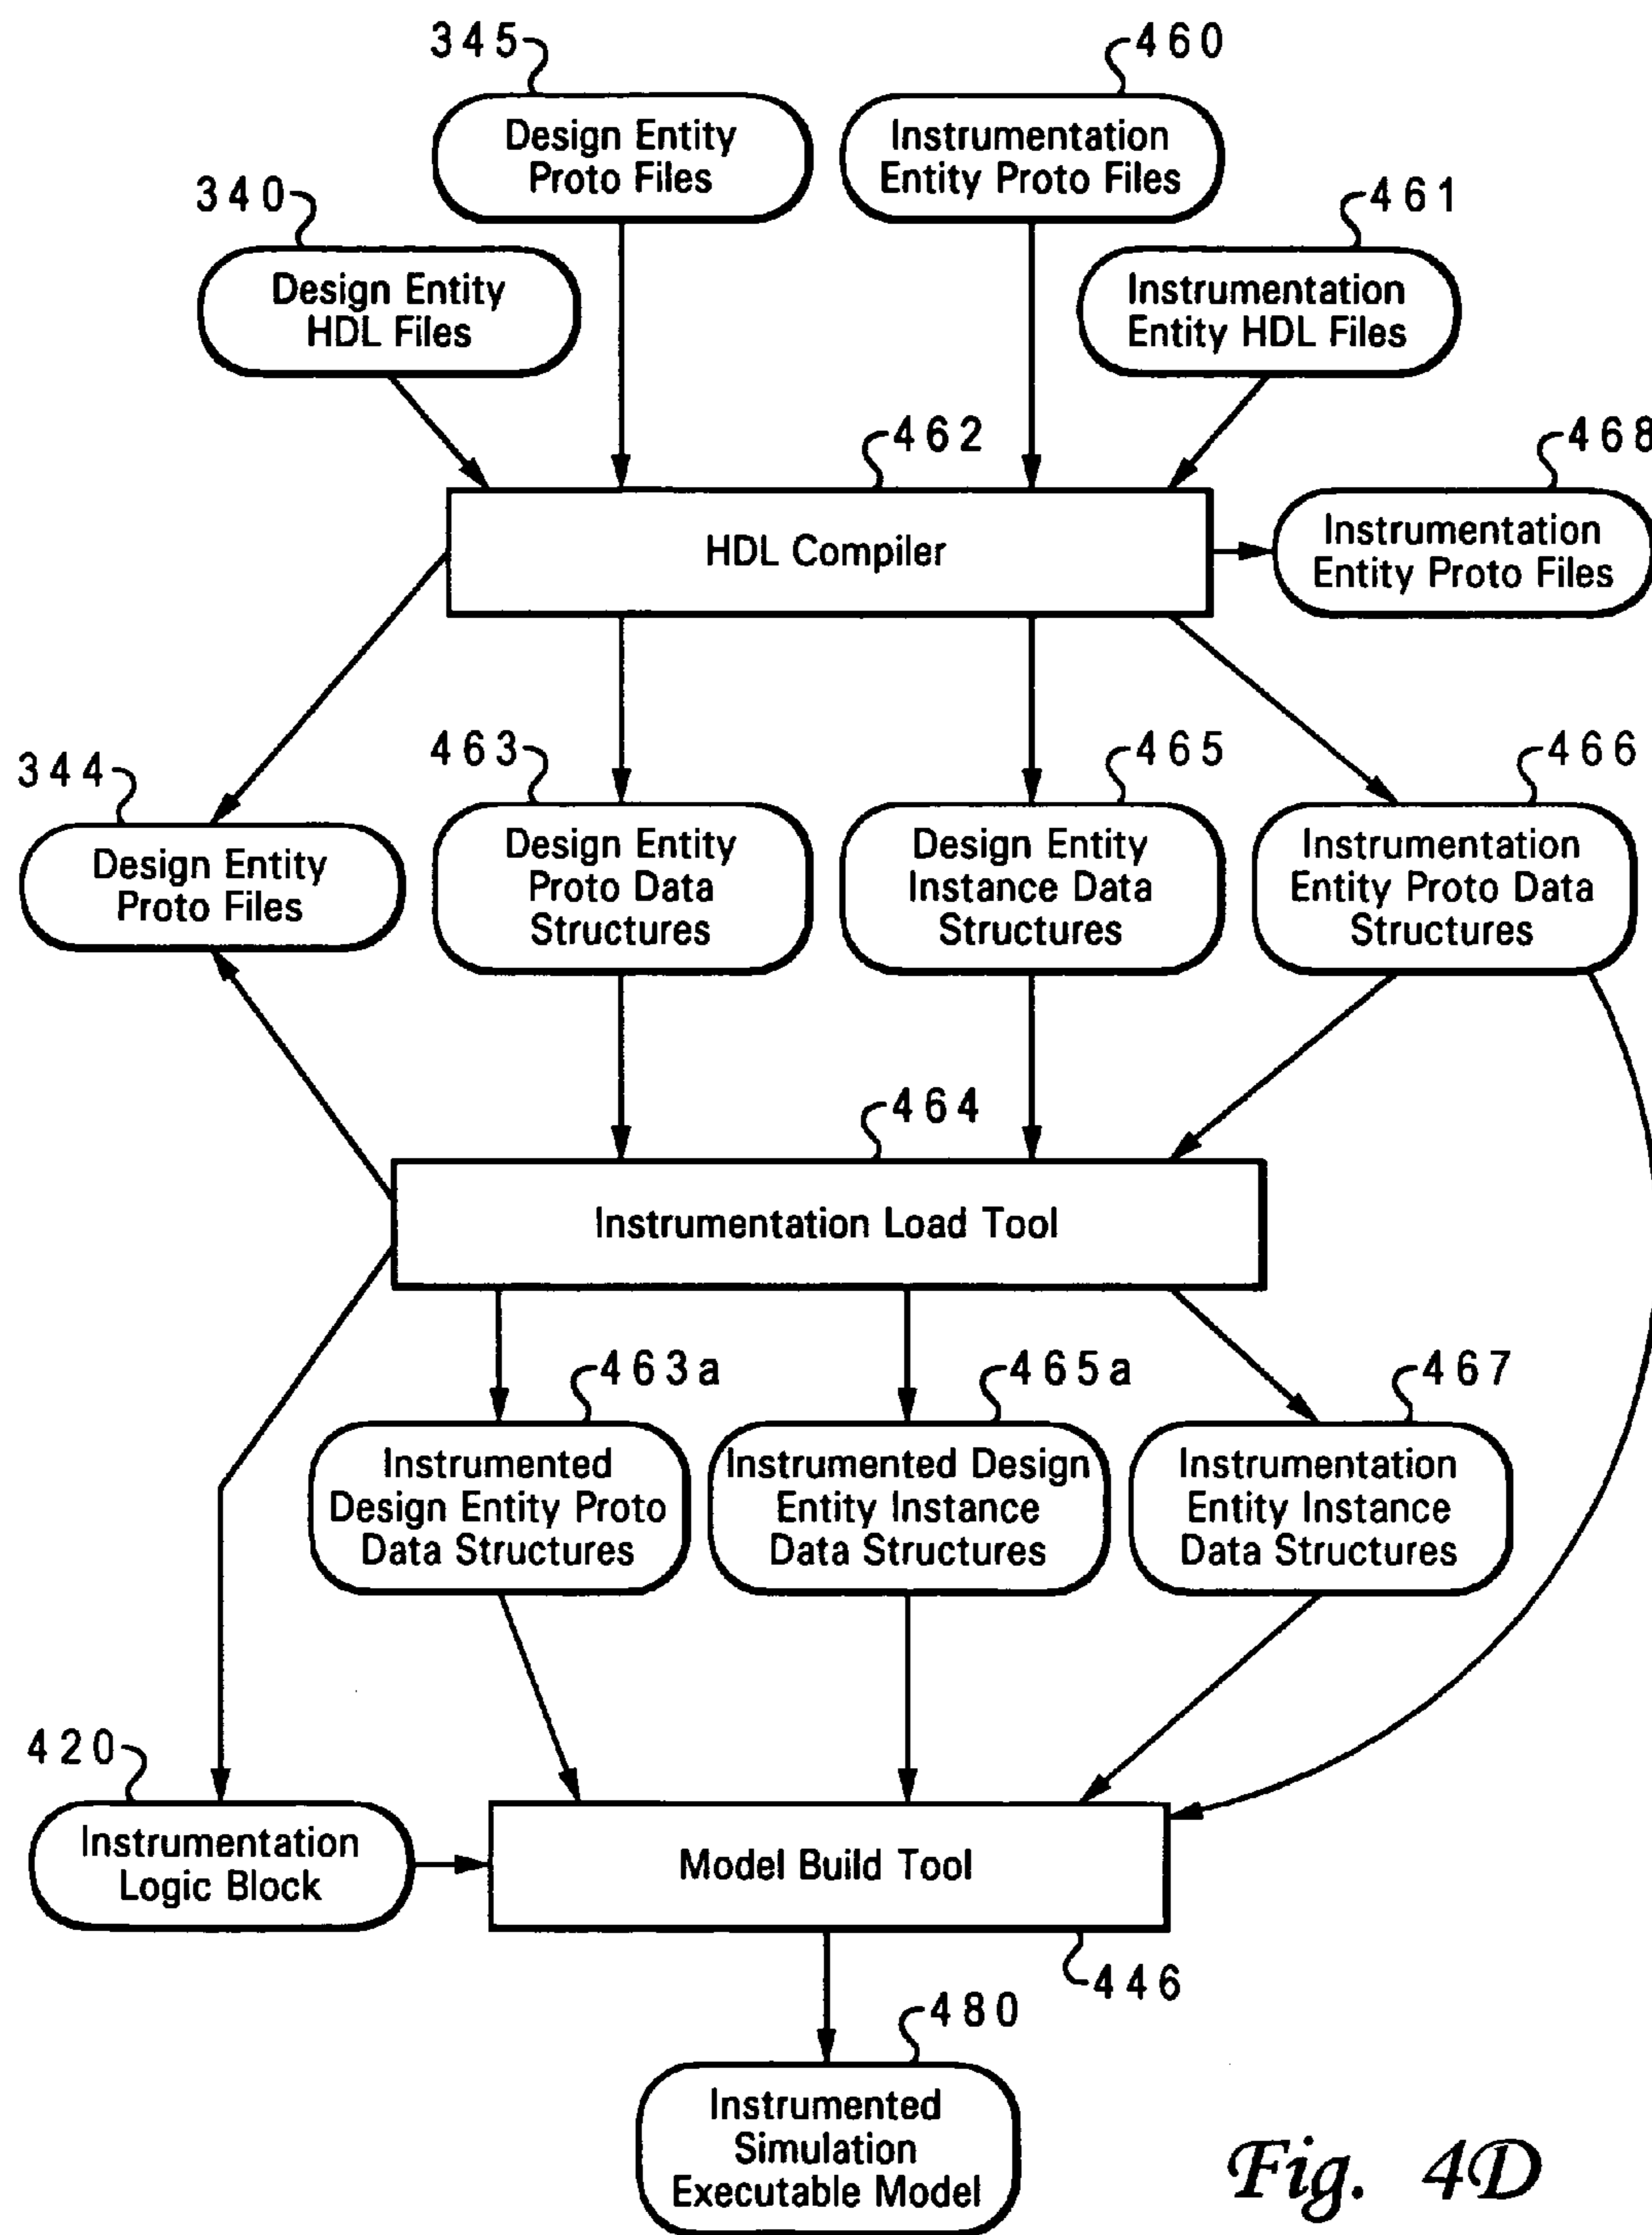 345
460
Design Entity
Proto Files
Instrumentation
Entity Proto Files
340
461
Design Entity
HDL Files
Instrumentation
Entity HDL Files
462
468
HDL Compiler
Instrumentation
Entity Proto Files
344
463
465
466
Design Entity
Proto Files
Design Entity
Proto Data
Structures
Design Entity
Instance Data
Structures
Instrumentation
Entity Proto Data
Structures
464
Instrumentation Load Tool
463a
465a
467
Instrumented
Design Entity Proto
Data Structures
Instrumented Design
Entity Instance
Data Structures
Instrumentation
Entity Instance
Data Structures
420
Instrumentation
Logic Block
Model Build Tool
446
480
Instrumented
Simulation
Executable Model
Fig. 4D